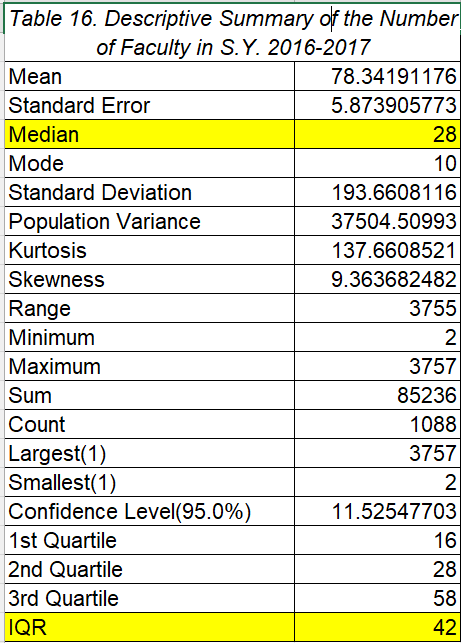 Table 16. Descriptive Summary of the Number
of Faculty in S.Y. 2016-2017
Mean 78.34191176
Standard Error 5.873905773
Median 28
Mode 10
Standard Deviation 193.6608116
Population Variance 37504.50993
Kurtosis 137.6608521
Skewness 9.363682482
Range 3755
Minimum 2
Maximum 3757
Sum 85236
Count 1088
Largest(1) 3757
Smallest(1) 2
Confidence Level(95.0%) 11.52547703
1st Quartile 16
2nd Quartile 28
3rd Quartile 58
IQR 42